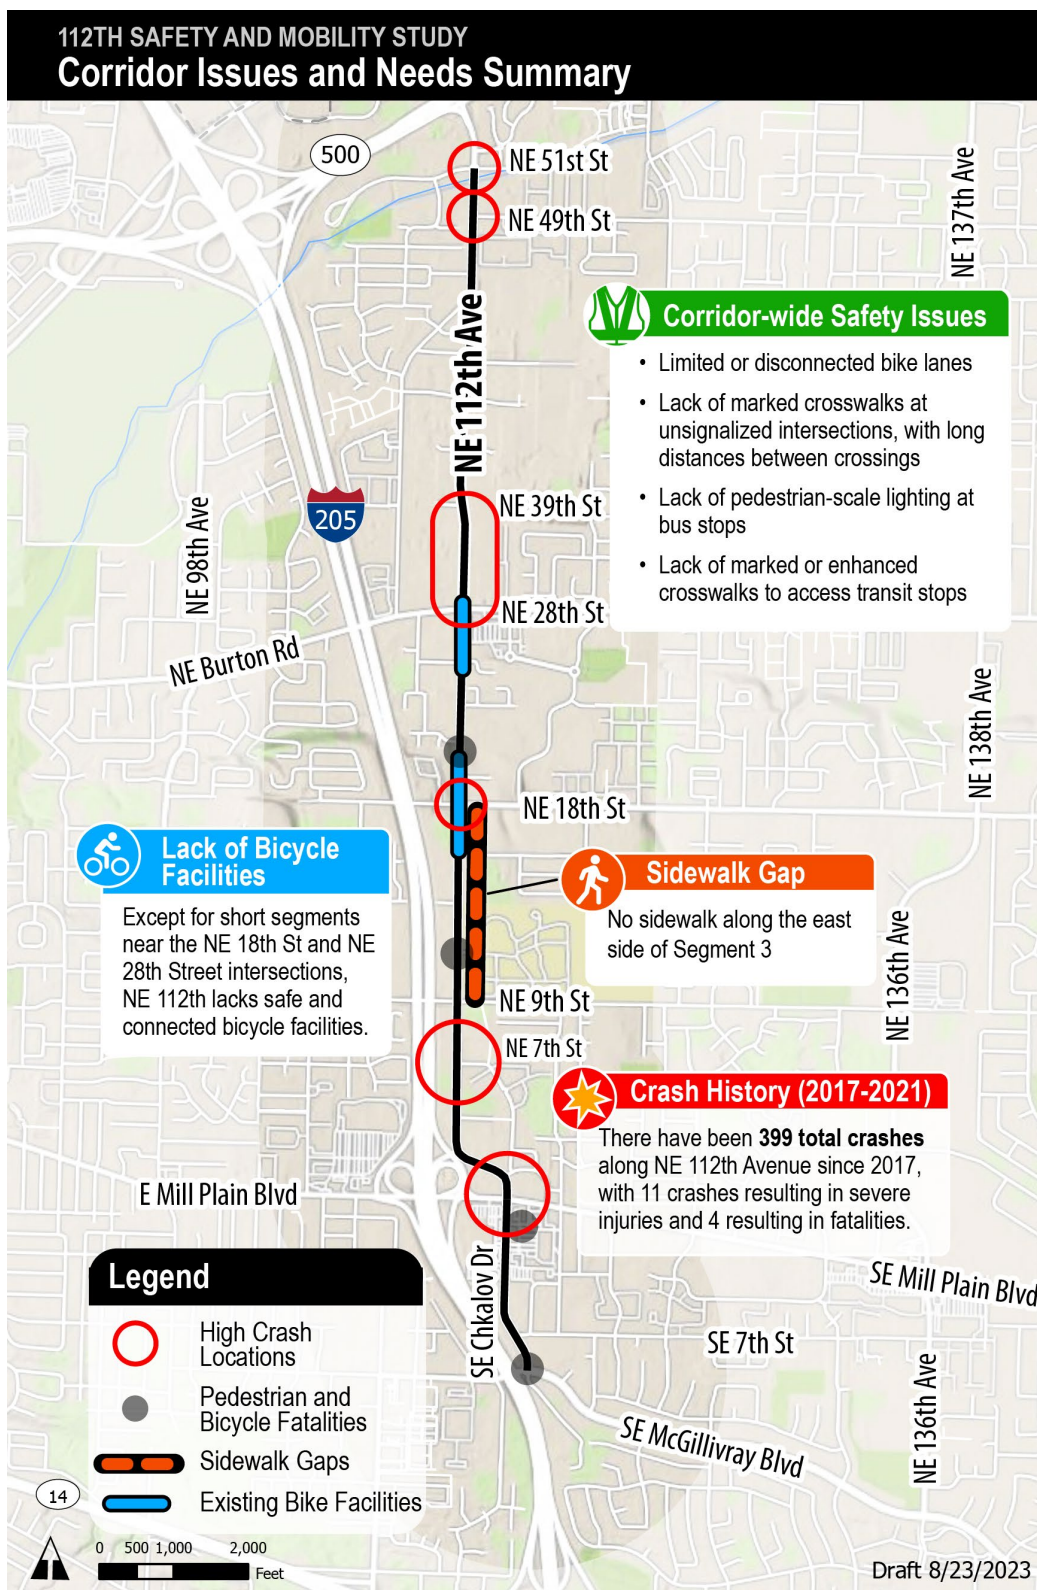 112TH SAFETY AND MOBILITY STUDY
Corridor Issues and Needs Summary
500
NE 51st St
NE 49th St
NE 137th Ave
NE 112th Ave
Corridor-wide Safety Issues
• Limited or disconnected bike lanes
• Lack of marked crosswalks at
unsignalized intersections, with long
distances between crossings
• Lack of pedestrian-scale lighting at
bus stops
• Lack of marked or enhanced
crosswalks to access transit stops
NE 39th St
205
NE 98th Ave
NE 28th St
NE Burton Rd
NE 138th Ave
NE 18th St
Lack of Bicycle
Facilities
Except for short segments
near the NE 18th St and NE
28th Street intersections,
NE 112th lacks safe and
connected bicycle facilities.
Sidewalk Gap
No sidewalk along the east
side of Segment 3
NE 136th Ave
NE 9th St
NE 7th St
Crash History (2017-2021)
There have been 399 total crashes
along NE 112th Avenue since 2017,
with 11 crashes resulting in severe
injuries and 4 resulting in fatalities.
E Mill Plain Blvd
SE Chkalov Dr
SE Mill Plain Blvd
SE 7th St
NE 136th Ave
SE McGillivray Blvd
Legend
High Crash
Locations
Pedestrian and
Bicycle Fatalities
Sidewalk Gaps
Existing Bike Facilities
14
0 500 1,000 2,000
Feet
Draft 8/23/2023